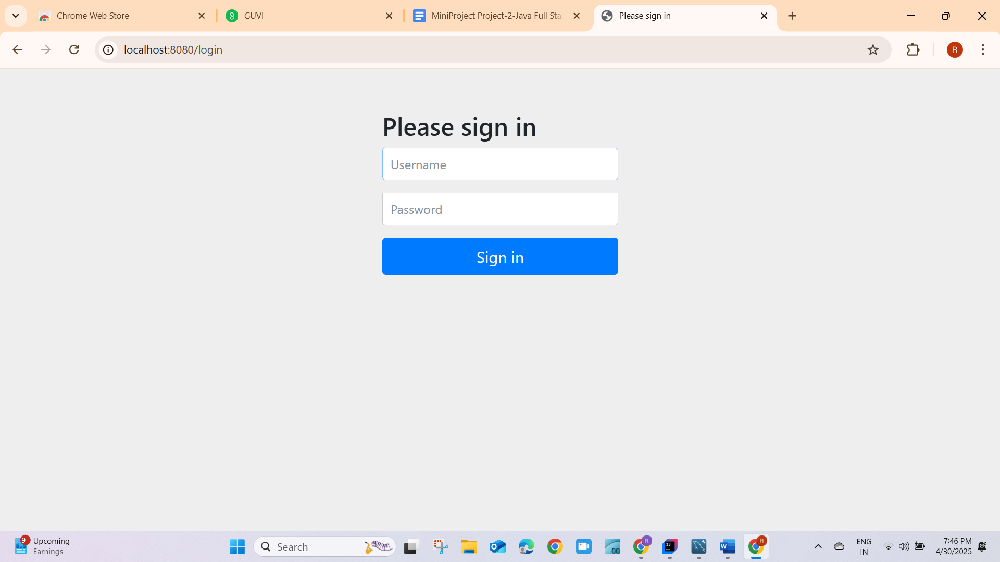 Chrome Web Store
GUVI
MiniProject Project-2-Java Full Sta
Please sign in
localhost:8080/login
R
Please sign in
Username
Password
Sign in
9+
Upcoming
Earnings
Search
R
R
ENG
IN
7:46 PM
4/30/2025